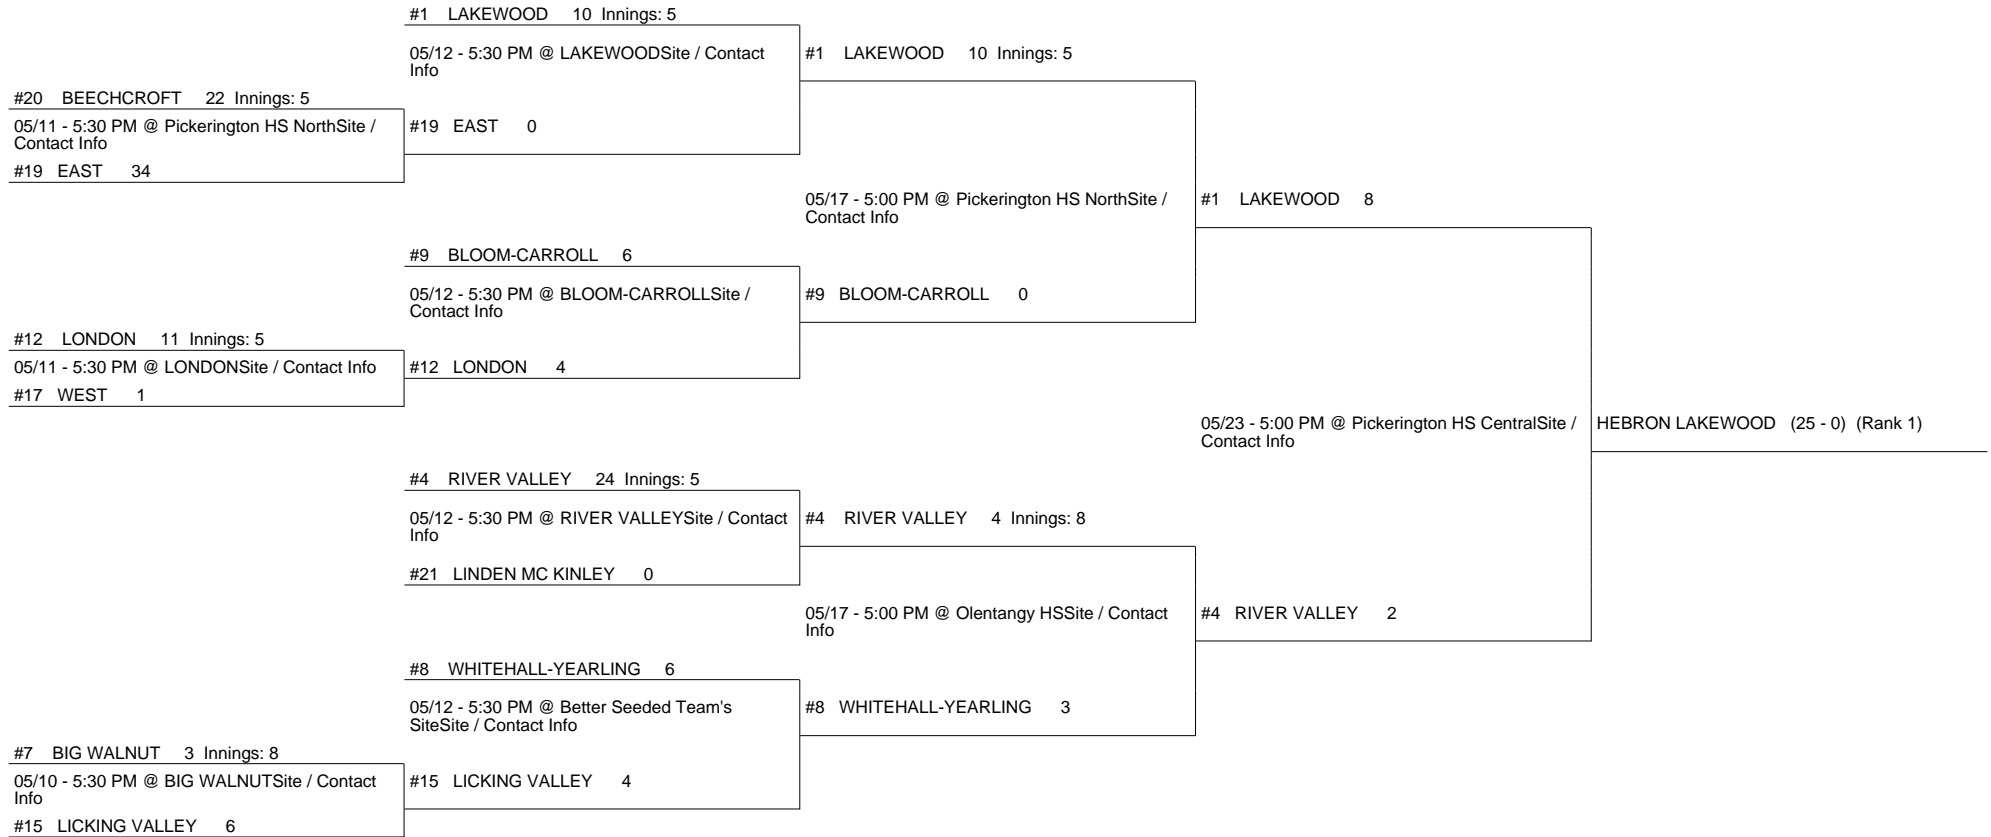 #1 LAKEWOOD 10 Innings: 5
05/12 - 5:30 PM @ LAKEWOODSite / Contact
Info
#1 LAKEWOOD 10 Innings: 5
#20 BEECHCROFT 22 Innings: 5
05/11 - 5:30 PM @ Pickerington HS NorthSite /
Contact Info
#19 EAST 0
#19 EAST 34
05/17 - 5:00 PM @ Pickerington HS NorthSite /
Contact Info
#1 LAKEWOOD 8
#9 BLOOM-CARROLL 6
05/12 - 5:30 PM @ BLOOM-CARROLLSite /
Contact Info
#9 BLOOM-CARROLL 0
#12 LONDON 11 Innings: 5
05/11 - 5:30 PM @ LONDONSite / Contact Info
#12 LONDON 4
#17 WEST 1
05/23 - 5:00 PM @ Pickerington HS CentralSite /
Contact Info
HEBRON LAKEWOOD (25 - 0) (Rank 1)
#4 RIVER VALLEY 24 Innings: 5
05/12 - 5:30 PM @ RIVER VALLEYSite / Contact
Info
#4 RIVER VALLEY 4 Innings: 8
#21 LINDEN MC KINLEY 0
05/17 - 5:00 PM @ Olentangy HSSite / Contact
Info
#4 RIVER VALLEY 2
#8 WHITEHALL-YEARLING 6
05/12 - 5:30 PM @ Better Seeded Team's
SiteSite / Contact Info
#8 WHITEHALL-YEARLING 3
#7 BIG WALNUT 3 Innings: 8
05/10 - 5:30 PM @ BIG WALNUTSite / Contact
Info
#15 LICKING VALLEY 4
#15 LICKING VALLEY 6